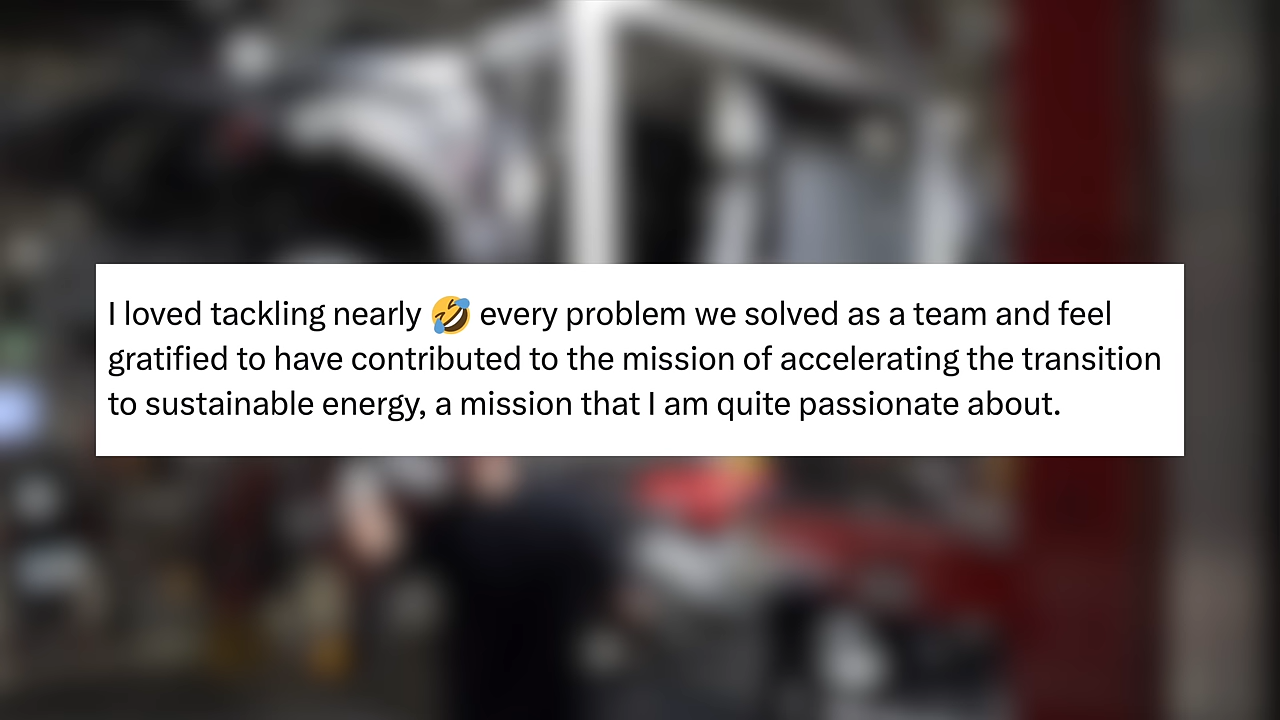 I loved tackling nearly 🤣 every problem we solved as a team and feel
gratified to have contributed to the mission of accelerating the transition
to sustainable energy, a mission that I am quite passionate about.